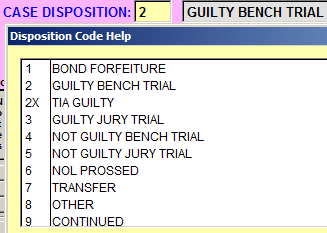 CASE DISPOSITION: 2 GUILTY BENCH TRIAL
Disposition Code Help
1 BOND FORFEITURE
2 GUILTY BENCH TRIAL
2X TIA GUILTY
3 GUILTY JURY TRIAL
4 NOT GUILTY BENCH TRIAL
5 NOT GUILTY JURY TRIAL
6 NOL PROSSED
7 TRANSFER
8 OTHER
9 CONTINUED